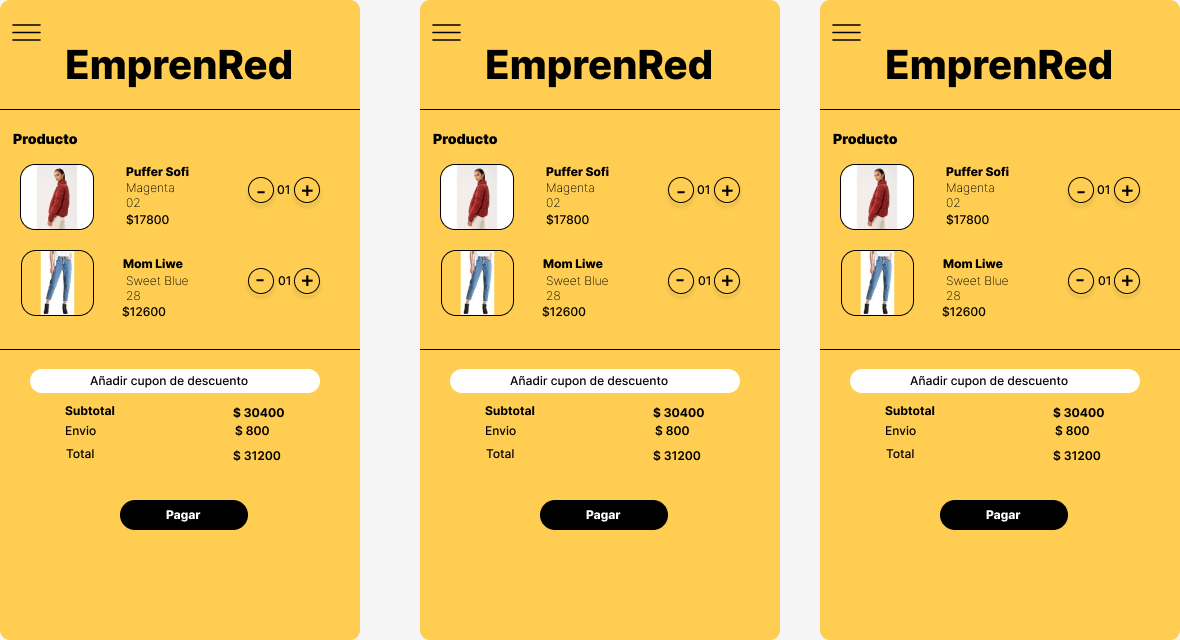 EmprenRed
Producto
Puffer Sofi
Magenta
02
$17800
- 01 +
Mom Liwe
Sweet Blue
28
$12600
- 01 +
Añadir cupon de descuento
Subtotal $ 30400
Envio $ 800
Total $ 31200
Pagar
EmprenRed
Producto
Puffer Sofi
Magenta
02
$17800
- 01 +
Mom Liwe
Sweet Blue
28
$12600
- 01 +
Añadir cupon de descuento
Subtotal $ 30400
Envio $ 800
Total $ 31200
Pagar
EmprenRed
Producto
Puffer Sofi
Magenta
02
$17800
- 01 +
Mom Liwe
Sweet Blue
28
$12600
- 01 +
Añadir cupon de descuento
Subtotal $ 30400
Envio $ 800
Total $ 31200
Pagar